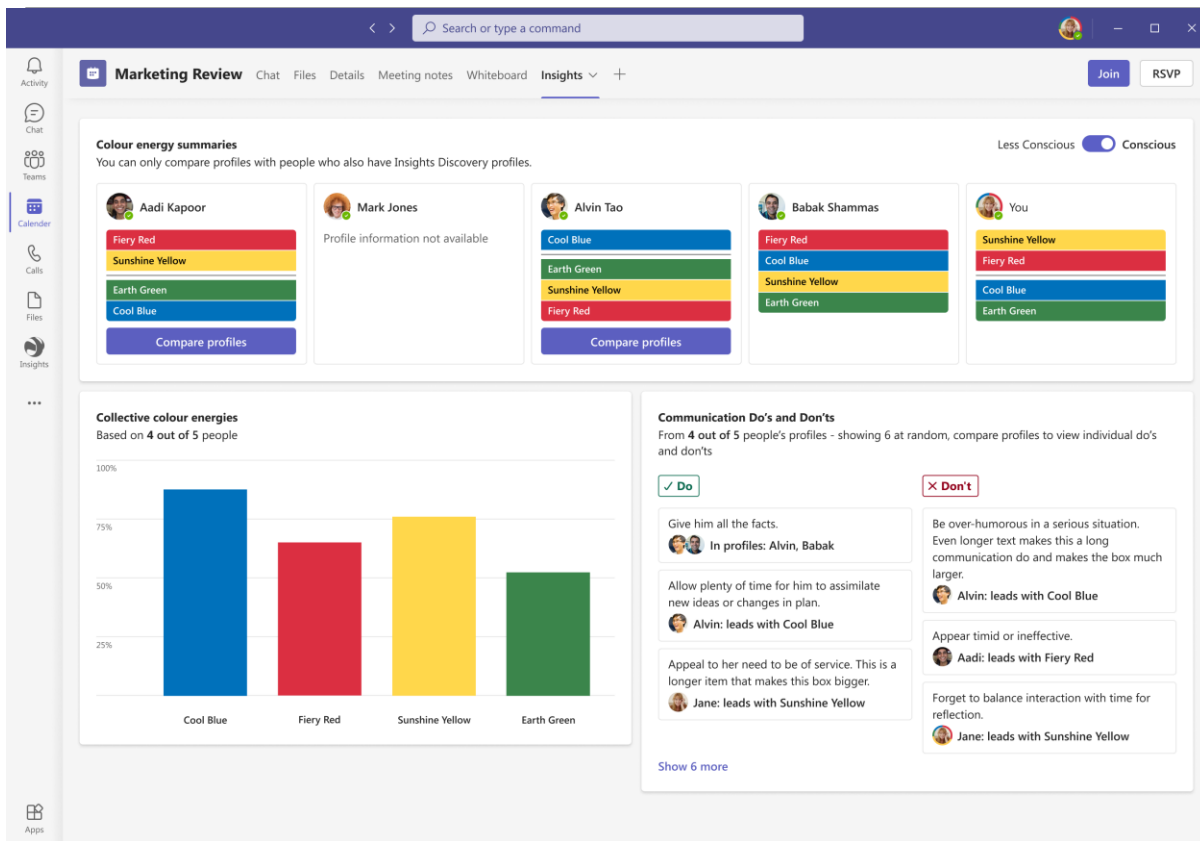 Search or type a command
Activity
Chat
Teams
Calender
Calls
Files
Insights
Apps
Marketing Review Chat Files Details Meeting notes Whiteboard Insights
Join RSVP
Colour energy summaries
You can only compare profiles with people who also have Insights Discovery profiles.
Less Conscious Conscious
Aadi Kapoor
Fiery Red
Sunshine Yellow
Earth Green
Cool Blue
Compare profiles
Mark Jones
Profile information not available
Alvin Tao
Cool Blue
Earth Green
Sunshine Yellow
Fiery Red
Compare profiles
Babak Shammas
Fiery Red
Cool Blue
Sunshine Yellow
Earth Green
You
Sunshine Yellow
Fiery Red
Cool Blue
Earth Green
Collective colour energies
Based on 4 out of 5 people
100%
75%
50%
25%
Cool Blue Fiery Red Sunshine Yellow Earth Green
Communication Do's and Don'ts
From 4 out of 5 people's profiles - showing 6 at random, compare profiles to view individual do's
and don'ts
Do
Give him all the facts.
In profiles: Alvin, Babak
Allow plenty of time for him to assimilate
new ideas or changes in plan.
Alvin: leads with Cool Blue
Appeal to her need to be of service. This is a
longer item that makes this box bigger.
Jane: leads with Sunshine Yellow
Show 6 more
Don't
Be over-humorous in a serious situation.
Even longer text makes this a long
communication do and makes the box much
larger.
Alvin: leads with Cool Blue
Appear timid or ineffective.
Aadi: leads with Fiery Red
Forget to balance interaction with time for
reflection.
Jane: leads with Sunshine Yellow